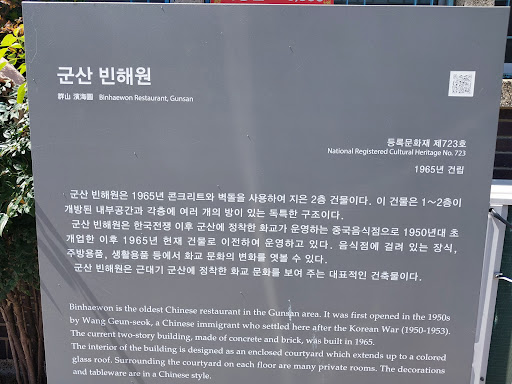 군산 빈해원
群山 濱海園 Binhaewon Restaurant, Gunsan
등록문화재 제723호
National Registered Cultural Heritage No. 723
1965년 건립
군산 빈해원은 1965년 콘크리트와 벽돌을 사용하여 지은 2층 건물이다. 이 건물은 1～2층이
개방된 내부공간과 각층에 여러 개의 방이 있는 독특한 구조이다.
군산 빈해원은 한국전쟁 이후 군산에 정착한 화교가 운영하는 중국음식점으로 1950년대 초
개업한 이후 1965년 현재 건물로 이전하여 운영하고 있다. 음식점에 걸려 있는 장식,
주방용품, 생활용품 등에서 화교 문화의 변화를 엿볼 수 있다.
군산 빈해원은 근대기 군산에 정착한 화교 문화를 보여 주는 대표적인 건축물이다.
Binhaewon is the oldest Chinese restaurant in the Gunsan area. It was first opened in the 1950s
by Wang Geun-seok, a Chinese immigrant who settled here after the Korean War (1950-1953).
The current two-story building, made of concrete and brick, was built in 1965.
The interior of the building is designed as an enclosed courtyard which extends up to a colored
glass roof. Surrounding the courtyard on each floor are many private rooms. The decorations
and tableware are in a Chinese style.